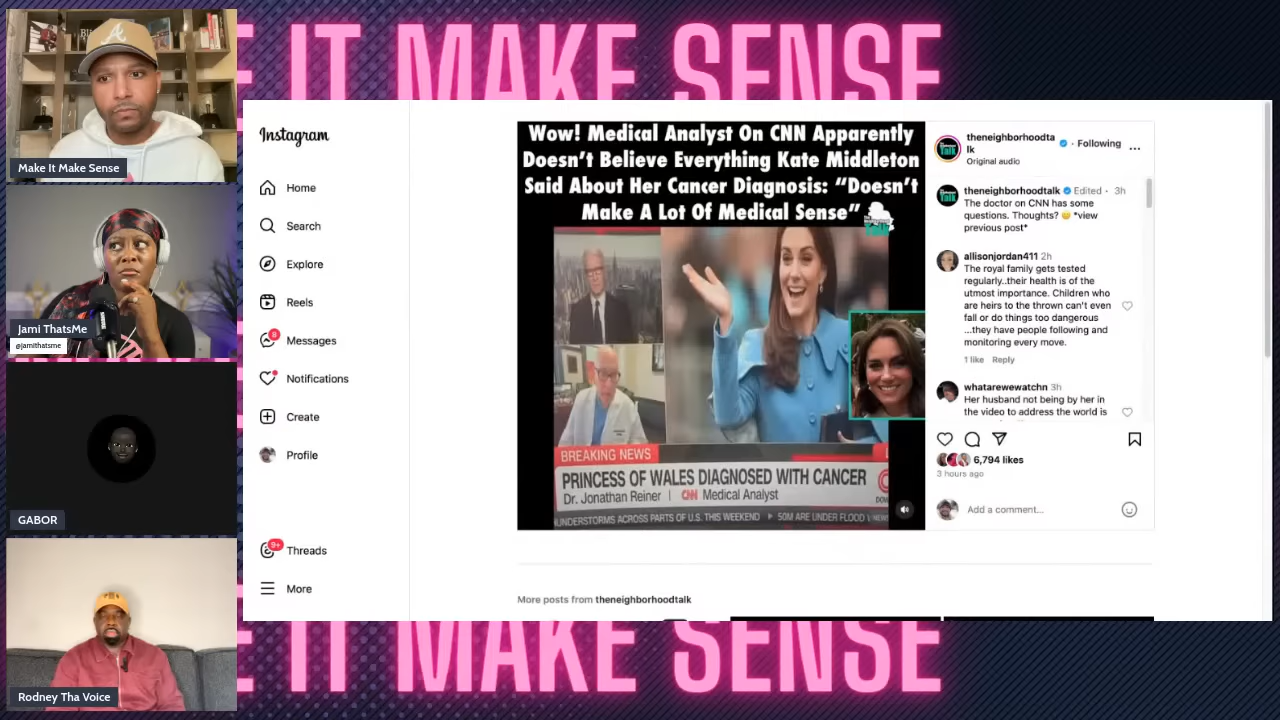 E IT MAKE SENSE
A
Make It Make Sense
Jami ThatsMe
@jamithatsme
GABOR
Rodney Tha Voice
Instagram
Home
Search
Explore
Reels
8
Messages
Notifications
Create
Profile
9+
Threads
More
Wow! Medical Analyst On CNN Apparently
Doesn't Believe Everything Kate Middleton
Said About Her Cancer Diagnosis: “Doesn't
Make A Lot Of Medical Sense”
Talk
BREAKING NEWS
PRINCESS OF WALES DIAGNOSED WITH CANCER
Dr. Jonathan Reiner | CNN Medical Analyst
UNDERSTORMS ACROSS PARTS OF U.S. THIS WEEKEND ▶ 50M ARE UNDER FLOOD
theneighborhoodta
lk · Following ...
Original audio
theneighborhoodtalk Edited · 3h
The doctor on CNN has some
questions. Thoughts? 😊 *view
previous post*
allisonjordan411 2h
The royal family gets tested
regularly..their health is of the
utmost importance. Children who
are heirs to the thrown can't even
fall or do things too dangerous
...they have people following and
monitoring every move.
1 like Reply
whatarewewatchn 3h
Her husband not being by her in
the video to address the world is
6,794 likes
3 hours ago
Add a comment...
More posts from theneighborhoodtalk
E IT MAKE SENSE